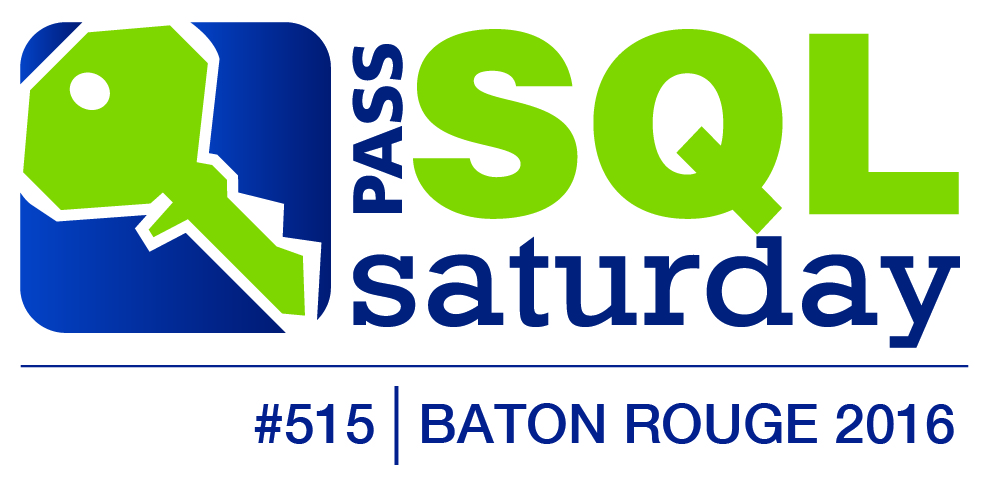 PASS
SQL
saturday
#515 | BATON ROUGE 2016